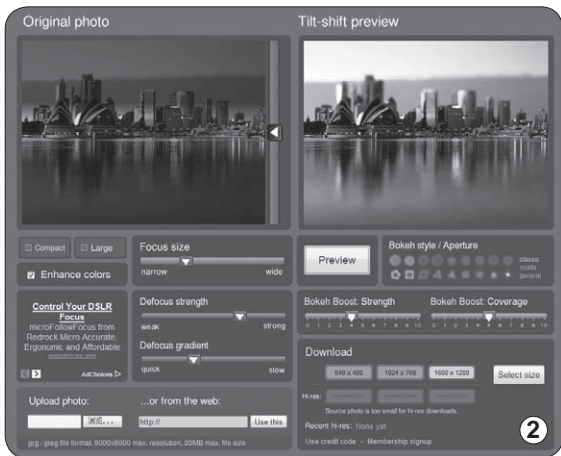 Original photo
Tilt-shift preview
Compact
Large
Enhance colors
Focus size
narrow
wide
Preview
Bokeh style / Aperture
classic
motifs
general
Control Your DSLR
Focus
microFollowFocus from
Redrock Micro Accurate,
Ergonomic and Affordable
redrockmicro.com
AdChoices
Defocus strength
weak
strong
Defocus gradient
quick
slow
Bokeh Boost: Strength
0 1 2 3 4 5 6 7 8 9 10
Bokeh Boost: Coverage
0 1 2 3 4 5 6 7 8 9 10
Download
640 x 480
1024 x 768
1600 x 1200
Select size
Hi-res:
Source photo is too small for hi-res downloads.
Recent hi-res: None yet
Use credit code - Membership signup
Upload photo:
浏览...
...or from the web:
http://
Use this
jpg / jpeg file format, 8000x8000 max. resolution, 20MB max. file size
2